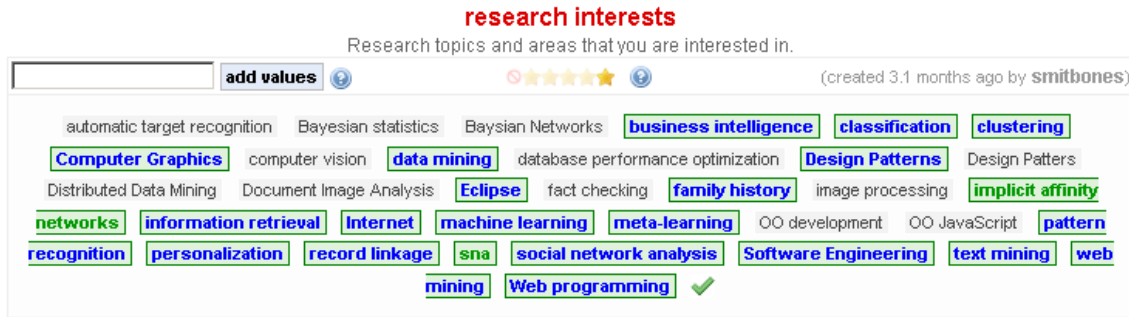 research interests
Research topics and areas that you are interested in.
add values (created 3.1 months ago by smitbones)
automatic target recognition Bayesian statistics Baysian Networks business intelligence classification clustering
Computer Graphics computer vision data mining database performance optimization Design Patterns Design Patters
Distributed Data Mining Document Image Analysis Eclipse fact checking family history image processing implicit affinity
networks information retrieval Internet machine learning meta-learning OO development OO JavaScript pattern
recognition personalization record linkage sna social network analysis Software Engineering text mining web
mining Web programming